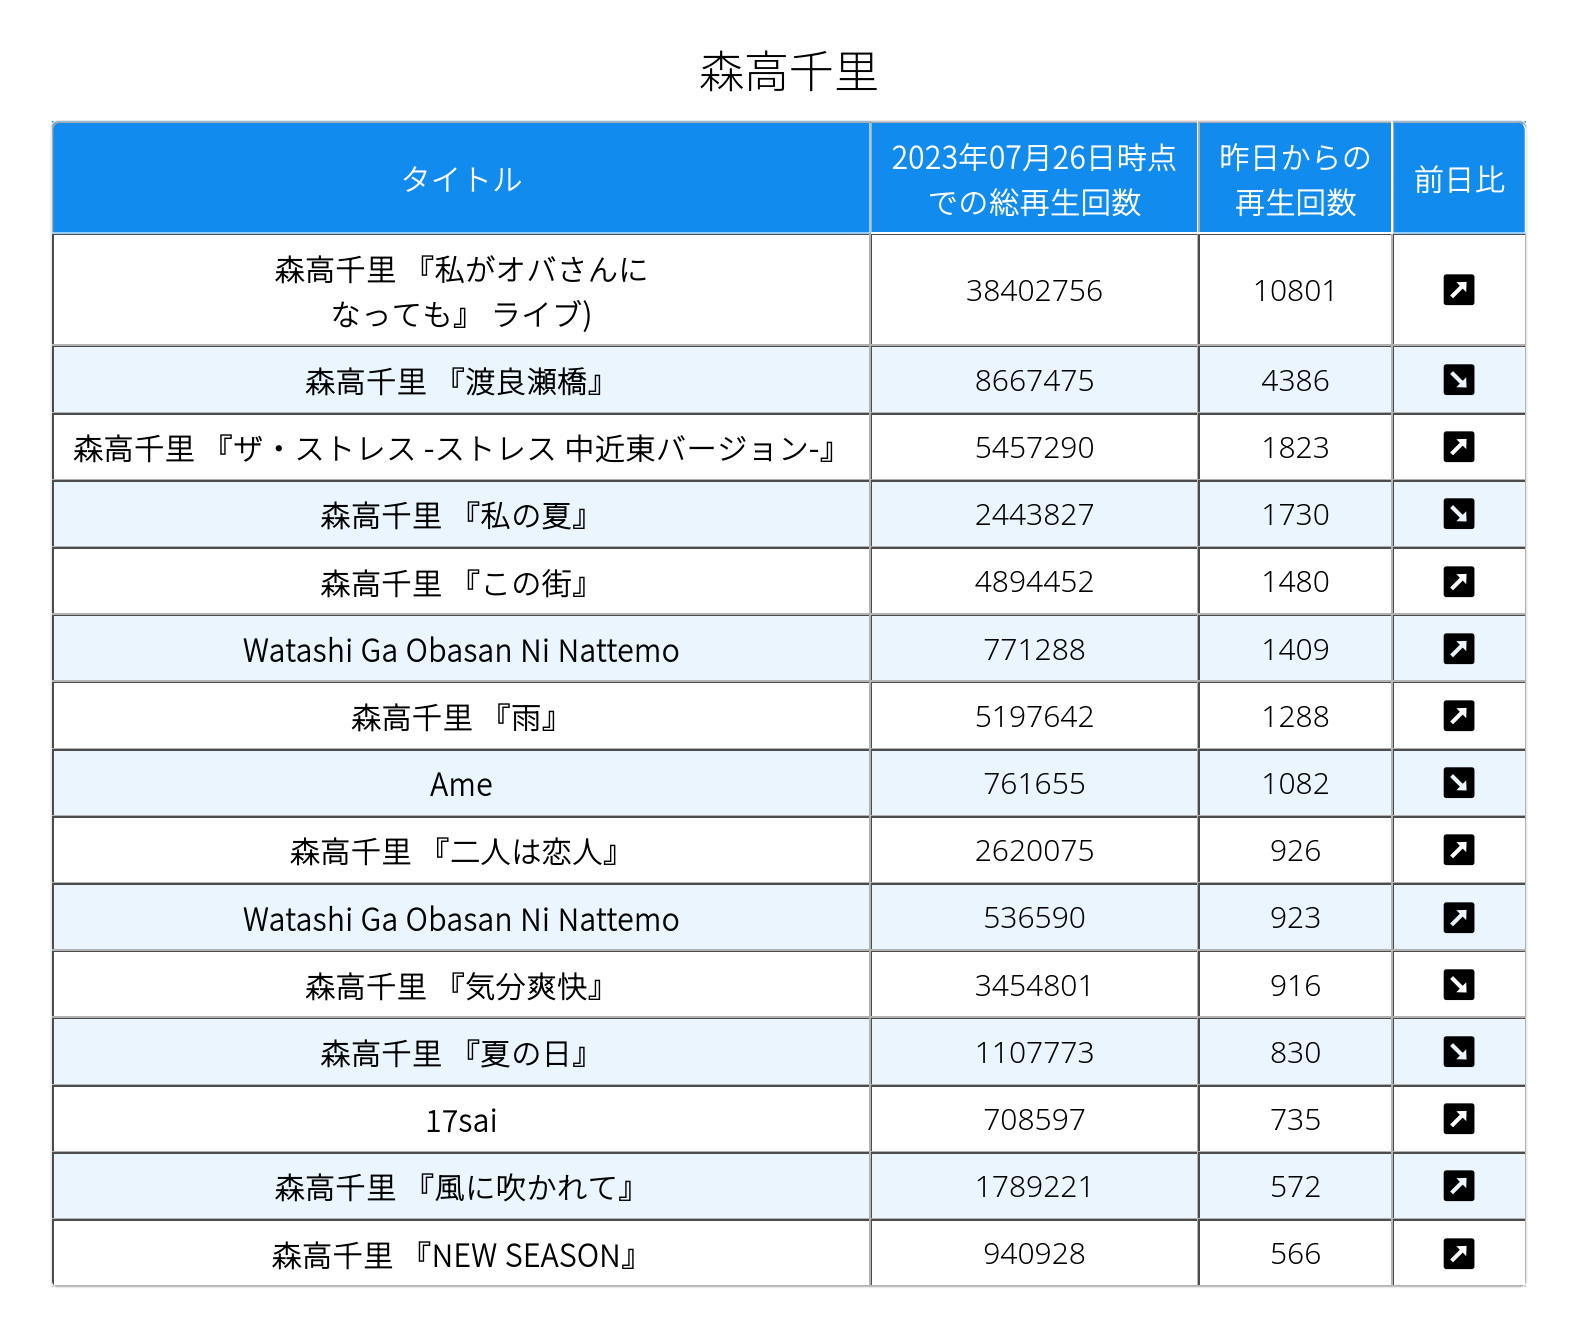 森高千里
タイトル
2023年07月26日時点
での総再生回数
昨日からの
再生回数
前日比
森高千里 『私がオバさんに
なっても』 ライブ)
38402756
10801
森高千里 『渡良瀬橋』
8667475
4386
森高千里 『ザ・ストレス -ストレス 中近東バージョン-』
5457290
1823
森高千里 『私の夏』
2443827
1730
森高千里 『この街』
4894452
1480
Watashi Ga Obasan Ni Nattemo
771288
1409
森高千里 『雨』
5197642
1288
Ame
761655
1082
森高千里 『二人は恋人』
2620075
926
Watashi Ga Obasan Ni Nattemo
536590
923
森高千里 『気分爽快』
3454801
916
森高千里 『夏の日』
1107773
830
17sai
708597
735
森高千里 『風に吹かれて』
1789221
572
森高千里 『NEW SEASON』
940928
566